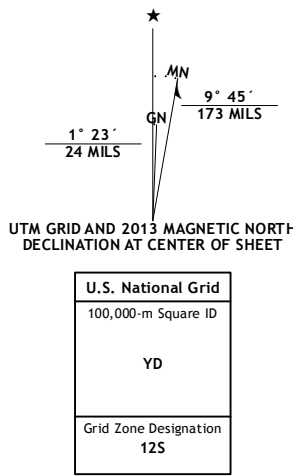 MN
GN
9° 45´
173 MILS
1° 23´
24 MILS
UTM GRID AND 2013 MAGNETIC NORTH
DECLINATION AT CENTER OF SHEET
U.S. National Grid
100,000-m Square ID
YD
Grid Zone Designation
12S